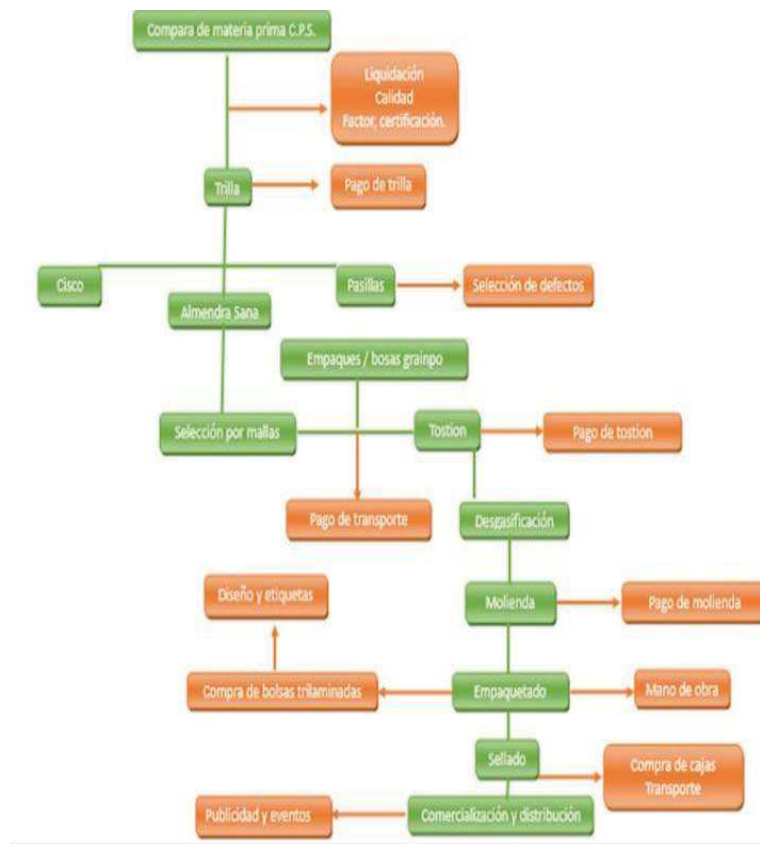 Compara de materia prima C.P.S.
Liquidación
Calidad
Factor, certificación.
Trilla
Pago de trilla
Cisco
Pasillas
Selección de defectos
Almendra Sana
Empaques / bosas grainpo
Selección por mallas
Tostion
Pago de tostion
Pago de transporte
Desgasificación
Diseño y etiquetas
Molienda
Pago de molienda
Compra de bolsas trilaminadas
Empaquetado
Mano de obra
Sellado
Compra de cajas
Transporte
Publicidad y eventos
Comercialización y distribución